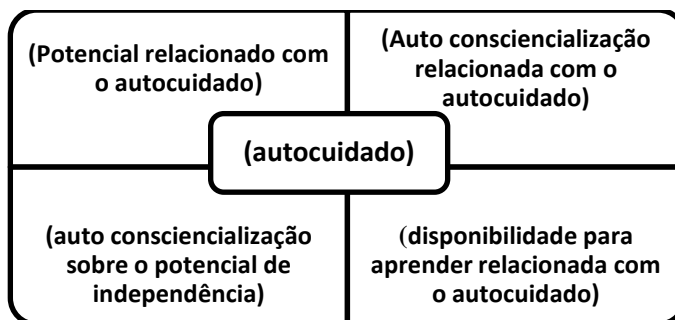 (Potencial relacionado com
o autocuidado)
(Auto consciencialização
relacionada com o
autocuidado)
(autocuidado)
(auto consciencialização
sobre o potencial de
independência)
(disponibilidade para
aprender relacionada com
o autocuidado)